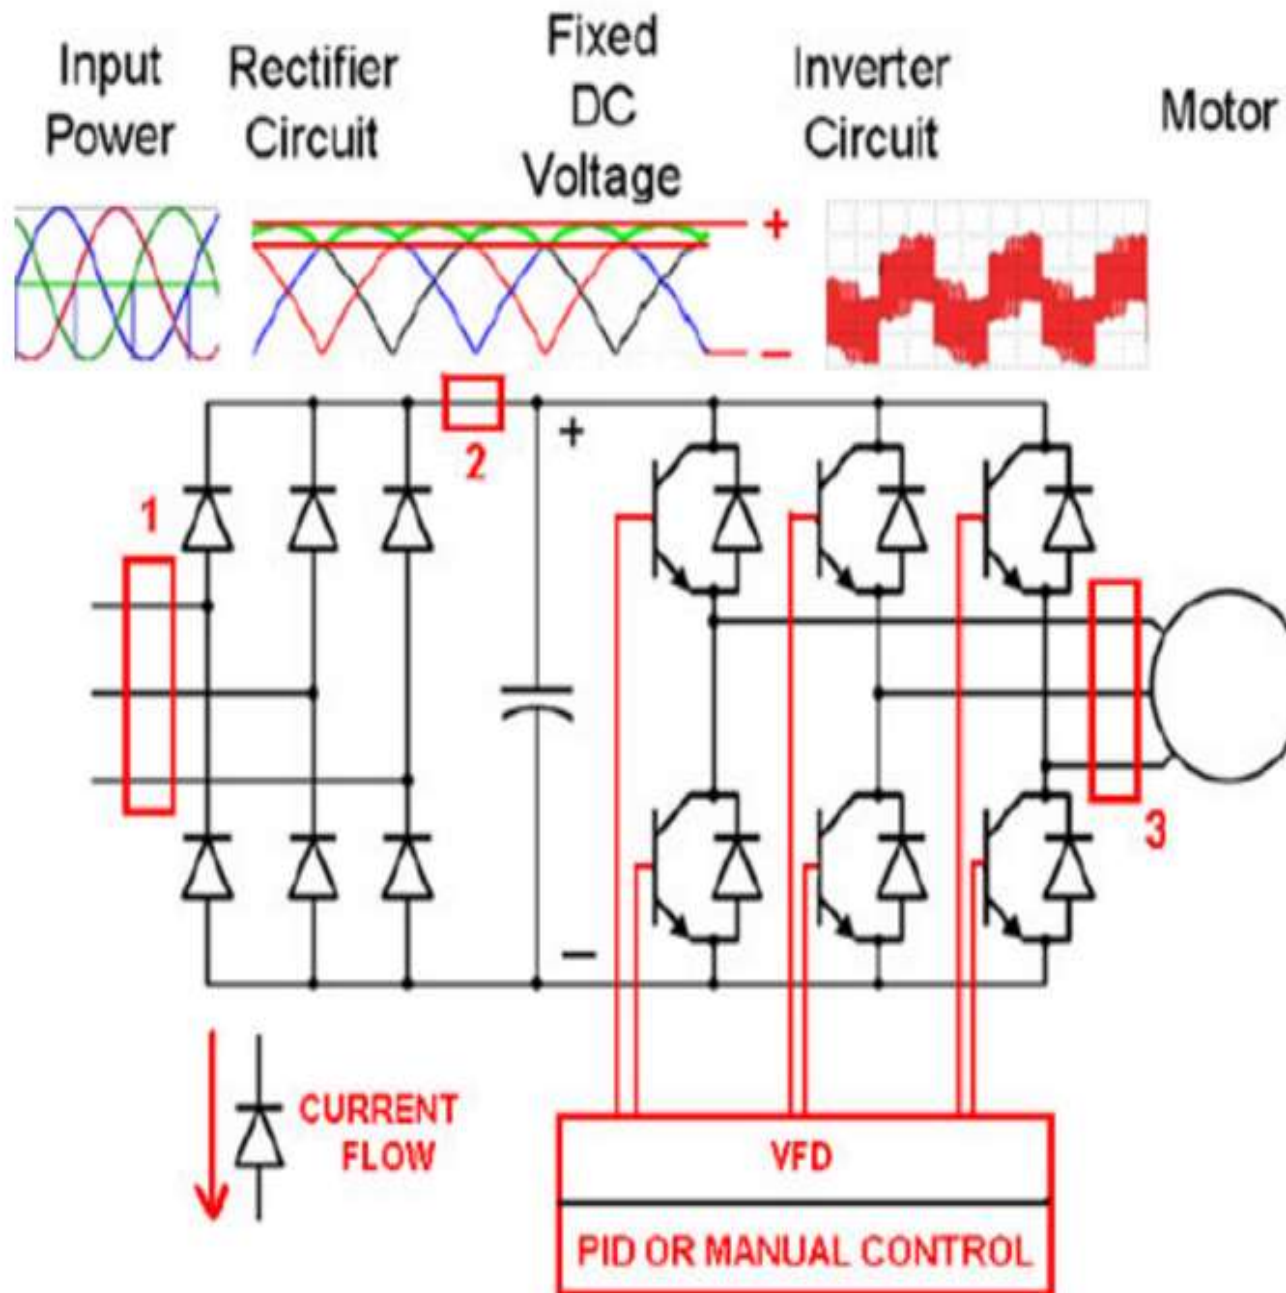 Input
Power
Rectifier
Circuit
Fixed
DC
Voltage
Inverter
Circuit
Motor
+
–
1
2
+
3
–
CURRENT
FLOW
VFD
PID OR MANUAL CONTROL